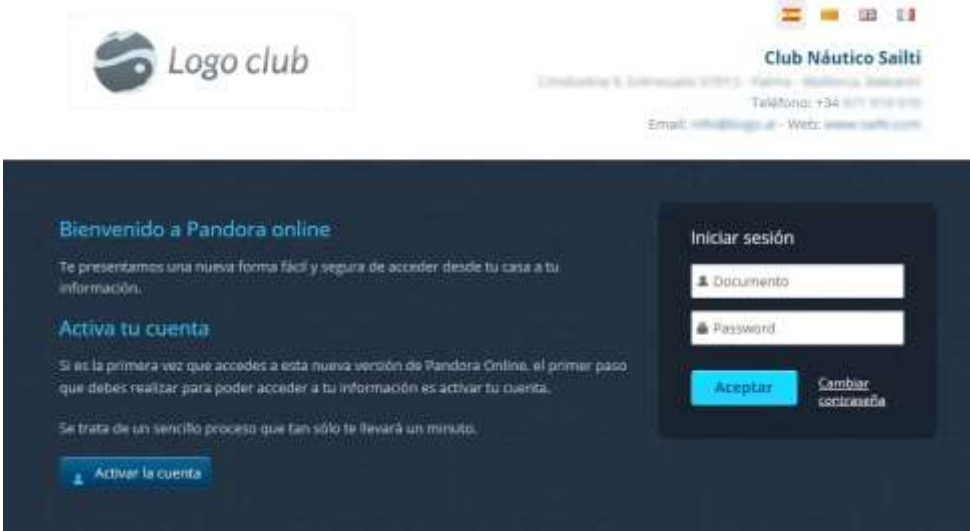 Logo club
Club Náutico Sailti
Teléfono: +34
Email: - Web:
Bienvenido a Pandora online
Te presentamos una nueva forma fácil y segura de acceder desde tu casa a tu
información.
Activa tu cuenta
Si es la primera vez que accedes a esta nueva versión de Pandora Online, el primer paso
que debes realizar para poder acceder a tu información es activar tu cuenta.
Se trata de un sencillo proceso que tan sólo te llevará un minuto.
Activar la cuenta
Iniciar sesión
Documento
Password
Aceptar
Cambiar
contraseña